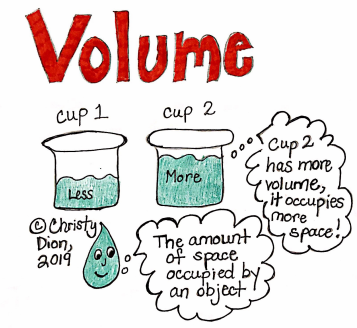 Volume
cup 1
cup 2
Less
More
Cup 2
has more
volume,
it occupies
more
space!
© Christy
Dion,
2019
The amount
of space
occupied by
an object